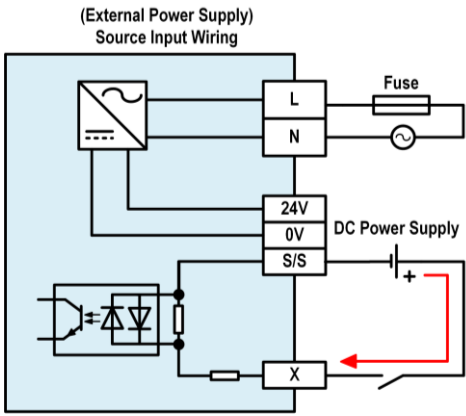 (External Power Supply)
Source Input Wiring
L
Fuse
N
24V
0V
DC Power Supply
S/S
+
X